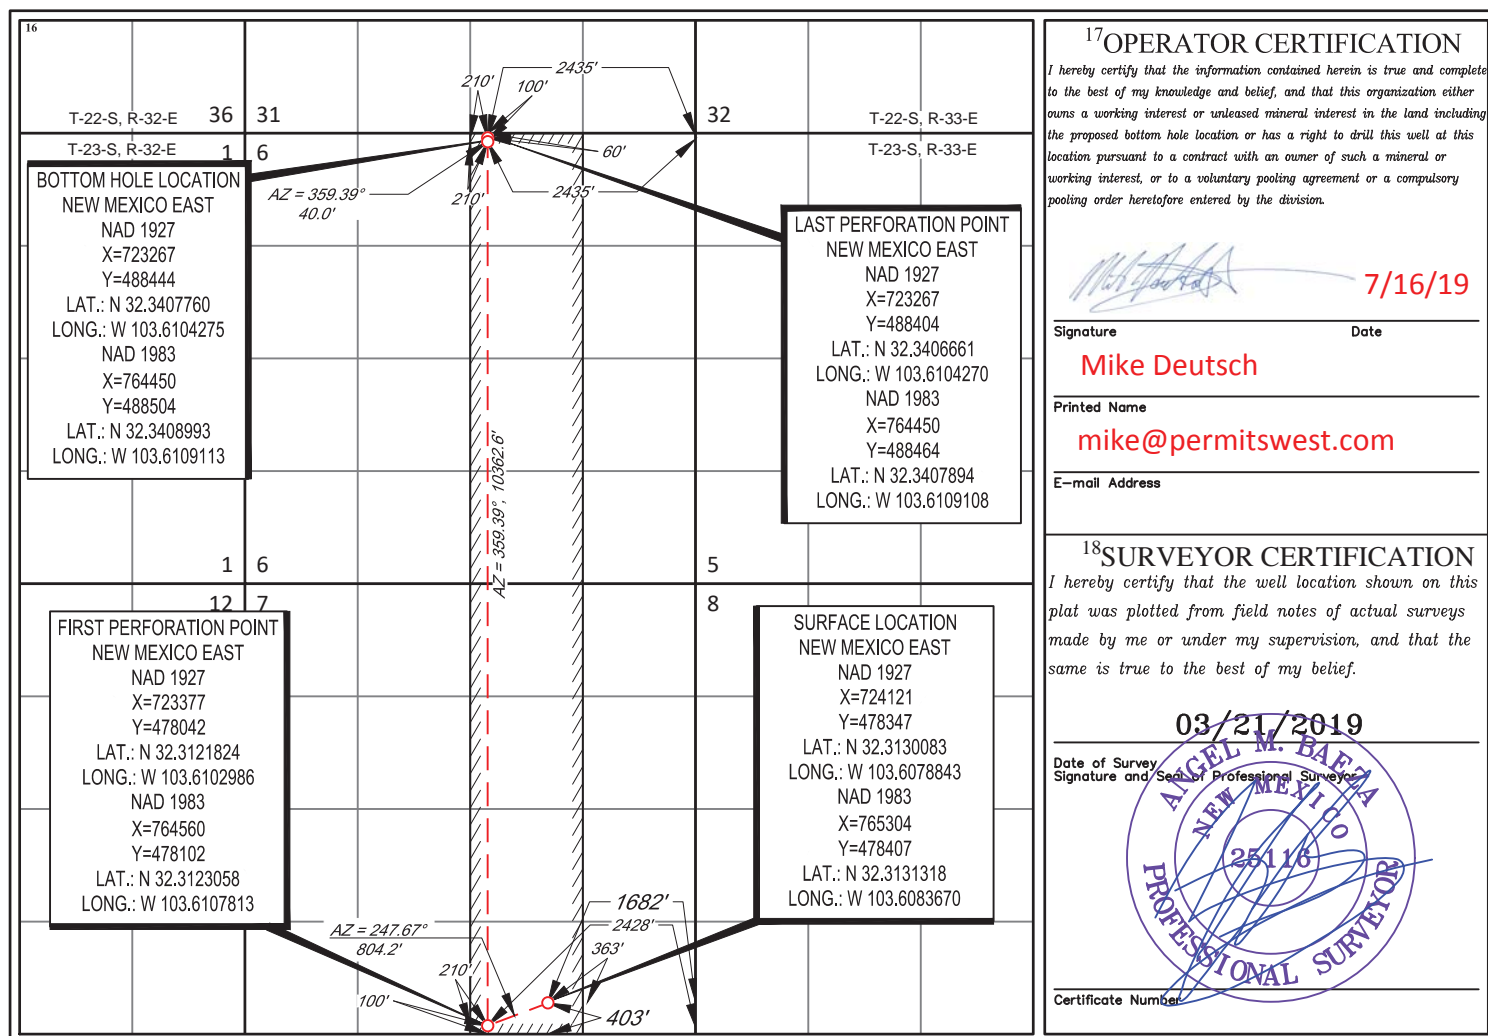 16
T-22-S, R-32-E
36
31
210'
2435'
100'
32
T-22-S, R-33-E
T-23-S, R-32-E
1
6
60'
T-23-S, R-33-E
AZ = 359.39°
40.0'
210'
2435'
BOTTOM HOLE LOCATION
NEW MEXICO EAST
NAD 1927
X=723267
Y=488444
LAT.: N 32.3407760
LONG.: W 103.6104275
NAD 1983
X=764450
Y=488504
LAT.: N 32.3408993
LONG.: W 103.6109113
LAST PERFORATION POINT
NEW MEXICO EAST
NAD 1927
X=723267
Y=488404
LAT.: N 32.3406661
LONG.: W 103.6104270
NAD 1983
X=764450
Y=488464
LAT.: N 32.3407894
LONG.: W 103.6109108
AZ = 359.39°, 10362.6'
1
6
5
12
7
8
FIRST PERFORATION POINT
NEW MEXICO EAST
NAD 1927
X=723377
Y=478042
LAT.: N 32.3121824
LONG.: W 103.6102986
NAD 1983
X=764560
Y=478102
LAT.: N 32.3123058
LONG.: W 103.6107813
SURFACE LOCATION
NEW MEXICO EAST
NAD 1927
X=724121
Y=478347
LAT.: N 32.3130083
LONG.: W 103.6078843
NAD 1983
X=765304
Y=478407
LAT.: N 32.3131318
LONG.: W 103.6083670
AZ = 247.67°
804.2'
1682'
2428'
363'
210'
100'
403'
17OPERATOR CERTIFICATION
I hereby certify that the information contained herein is true and complete
to the best of my knowledge and belief, and that this organization either
owns a working interest or unleased mineral interest in the land including
the proposed bottom hole location or has a right to drill this well at this
location pursuant to a contract with an owner of such a mineral or
working interest, or to a voluntary pooling agreement or a compulsory
pooling order heretofore entered by the division.
7/16/19
Signature Date
Mike Deutsch
Printed Name
mike@permitswest.com
E-mail Address
18SURVEYOR CERTIFICATION
I hereby certify that the well location shown on this
plat was plotted from field notes of actual surveys
made by me or under my supervision, and that the
same is true to the best of my belief.
03/21/2019
Date of Survey
Signature and Seal of Professional Surveyor
ANGEL M. BAEZA
NEW MEXICO
25116
PROFESSIONAL SURVEYOR
Certificate Number